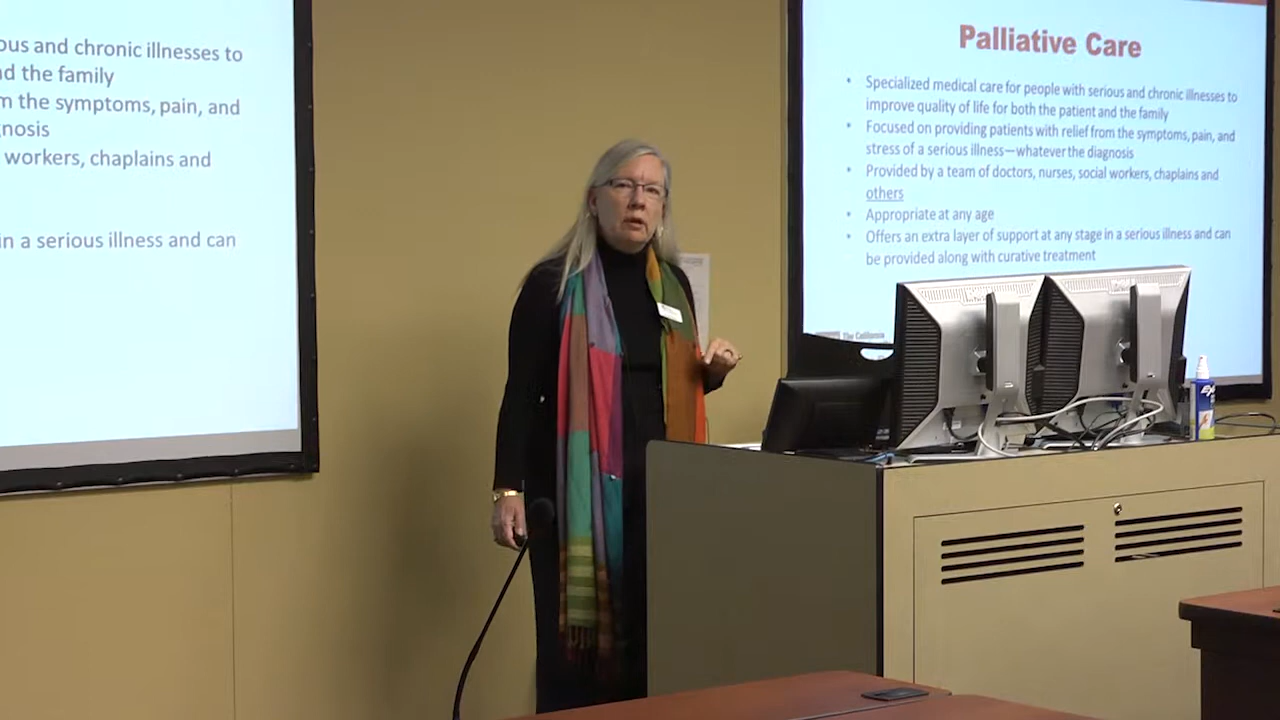 ous and chronic illnesses to
nd the family
m the symptoms, pain, and
gnosis
workers, chaplains and
in a serious illness and can
Palliative Care
• Specialized medical care for people with serious and chronic illnesses to
improve quality of life for both the patient and the family
• Focused on providing patients with relief from the symptoms, pain, and
stress of a serious illness—whatever the diagnosis
• Provided by a team of doctors, nurses, social workers, chaplains and
others
• Appropriate at any age
• Offers an extra layer of support at any stage in a serious illness and can
be provided along with curative treatment
The California